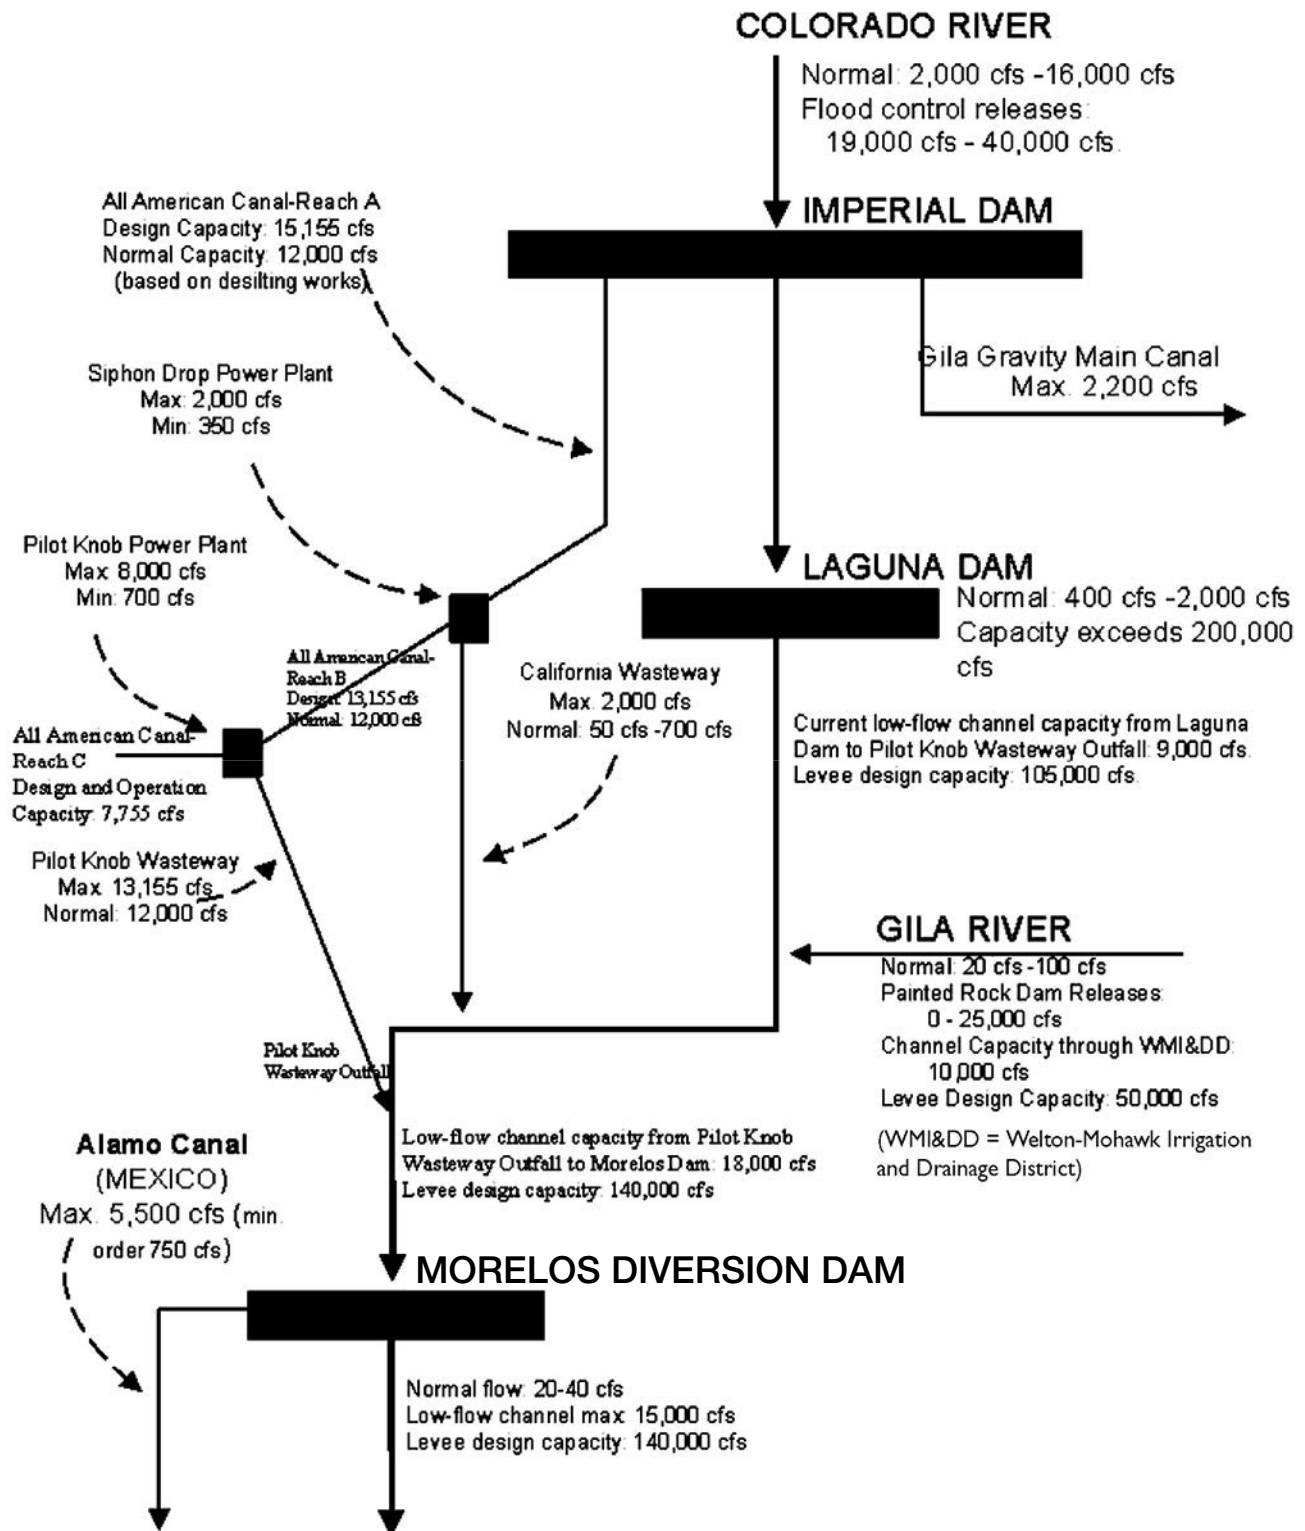 COLORADO RIVER
Normal: 2,000 cfs -16,000 cfs
Flood control releases:
19,000 cfs - 40,000 cfs.
All American Canal-Reach A
Design Capacity: 15,155 cfs
Normal Capacity: 12,000 cfs
(based on desilting works)
IMPERIAL DAM
Gila Gravity Main Canal
Max. 2,200 cfs
Siphon Drop Power Plant
Max: 2,000 cfs
Min: 350 cfs
Pilot Knob Power Plant
Max: 8,000 cfs
Min: 700 cfs
LAGUNA DAM
Normal: 400 cfs -2,000 cfs
Capacity exceeds 200,000
cfs
All American Canal-
Reach B
Design: 13,155 cfs
Normal: 12,000 cfs
California Wasteway
Max. 2,000 cfs
Normal: 50 cfs -700 cfs
Current low-flow channel capacity from Laguna
Dam to Pilot Knob Wasteway Outfall: 9,000 cfs.
Levee design capacity: 105,000 cfs.
All American Canal-
Reach C
Design and Operation
Capacity: 7,755 cfs
Pilot Knob Wasteway
Max. 13,155 cfs
Normal: 12,000 cfs
GILA RIVER
Normal: 20 cfs -100 cfs
Painted Rock Dam Releases:
0 - 25,000 cfs
Channel Capacity through WMI&DD:
10,000 cfs
Levee Design Capacity: 50,000 cfs
(WMI&DD = Welton-Mohawk Irrigation
and Drainage District)
Pilot Knob
Wasteway Outfall
Low-flow channel capacity from Pilot Knob
Wasteway Outfall to Morelos Dam: 18,000 cfs
Levee design capacity: 140,000 cfs
Alamo Canal
(MEXICO)
Max. 5,500 cfs (min.
order 750 cfs)
MORELOS DIVERSION DAM
Normal flow: 20-40 cfs
Low-flow channel max: 15,000 cfs
Levee design capacity: 140,000 cfs